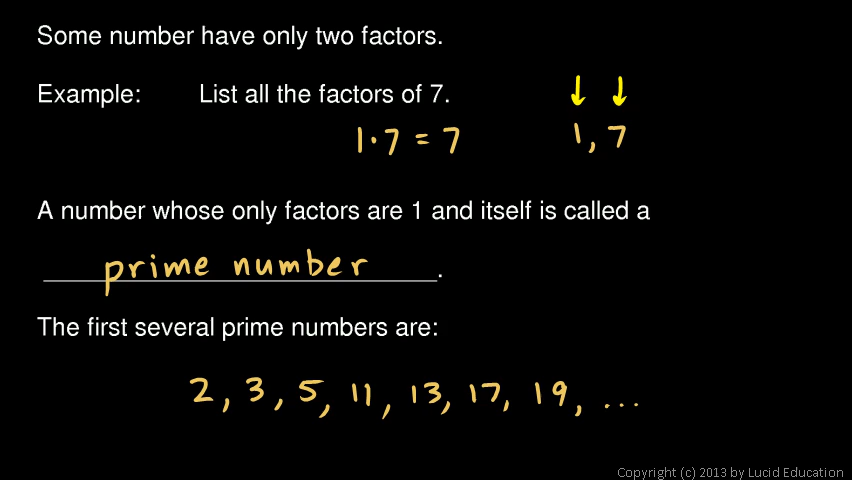 Some number have only two factors.
Example: List all the factors of 7.
1·7 = 7 1, 7
A number whose only factors are 1 and itself is called a
prime number.
The first several prime numbers are:
2, 3, 5, 11, 13, 17, 19, ...
Copyright (c) 2013 by Lucid Education